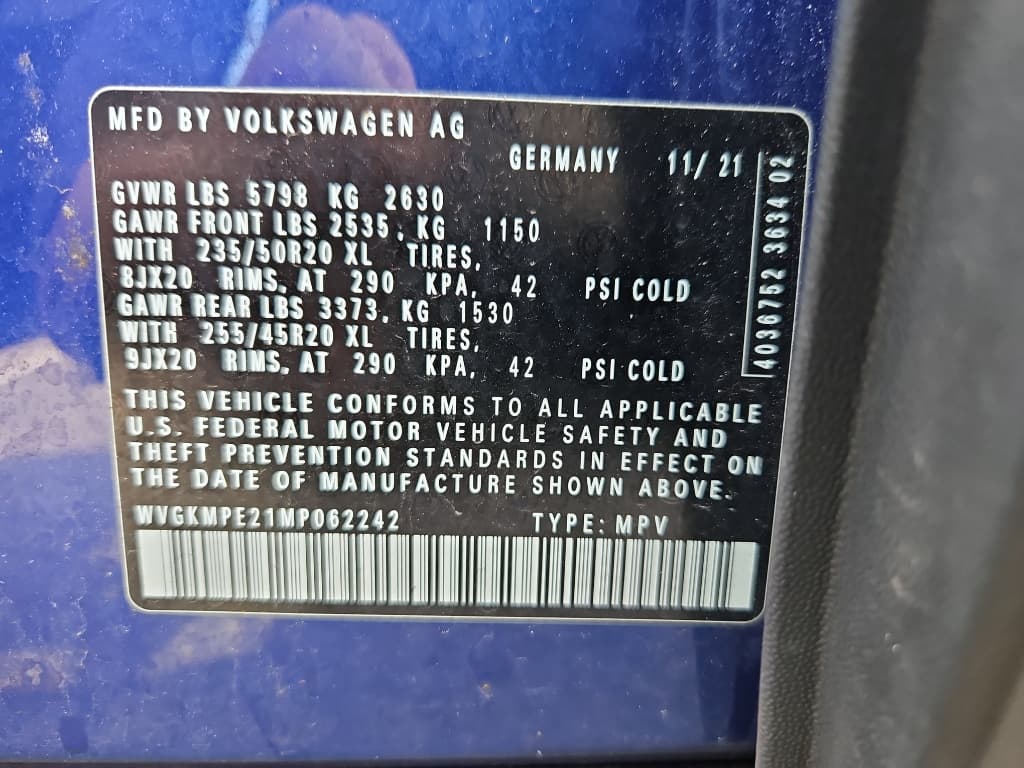 MFD BY VOLKSWAGEN AG
GERMANY 11/ 21
GVWR LBS 5798 KG 2630
GAWR FRONT LBS 2535, KG 1150
WITH 235/50R20 XL TIRES,
8JX20 RIMS, AT 290 KPA, 42 PSI COLD
GAWR REAR LBS 3373, KG 1530
WITH 255/45R20 XL TIRES,
9JX20 RIMS, AT 290 KPA, 42 PSI COLD
THIS VEHICLE CONFORMS TO ALL APPLICABLE
U.S. FEDERAL MOTOR VEHICLE SAFETY AND
THEFT PREVENTION STANDARDS IN EFFECT ON
THE DATE OF MANUFACTURE SHOWN ABOVE.
WVGKMPE21MP062242 TYPE: MPV
4036752 3634 02